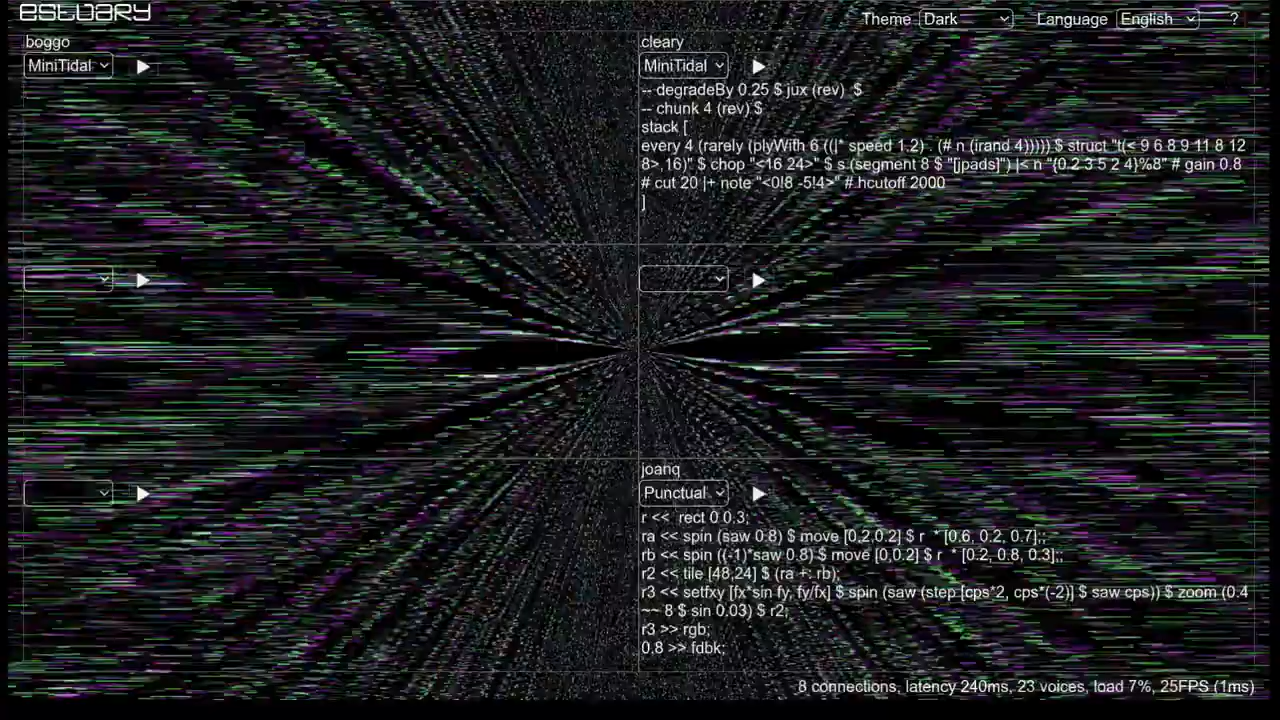 estuary
Theme Dark Language English ?
boggo
MiniTidal
cleary
MiniTidal
-- degradeBy 0.25 $ jux (rev)  $
-- chunk 4 (rev) $
stack [
every 4 (rarely (plyWith 6 ((|* speed 1.2) . (# n (irand 4))))) $ struct "t(< 9 6 8 9 11 8 12
8>,16)" $ chop "<16 24>" $ s (segment 8 $ "[jpads]") |< n "{0 2 3 5 2 4}%8" # gain 0.8
# cut 20 |+ note "<0!8 -5!4>" # hcutoff 2000
]
joanq
Punctual
r <<  rect 0 0.3;
ra << spin (saw 0.8) $ move [0,2,0.2] $ r  * [0.6, 0.2, 0.7];;
rb << spin ((-1)*saw 0.8) $ move [0,0.2] $ r  * [0.2, 0.8, 0.3];;
r2 << tile [48,24] $ (ra +: rb);
r3 << setfxy [fx*sin fy, fy/fx] $ spin (saw (step [cps*2, cps*(-2)] $ saw cps)) $ zoom (0.4
~~ 8 $ sin 0.03) $ r2;
r3 >> rgb;
0.8 >> fdbk;
8 connections, latency 240ms, 23 voices, load 7%, 25FPS (1ms)